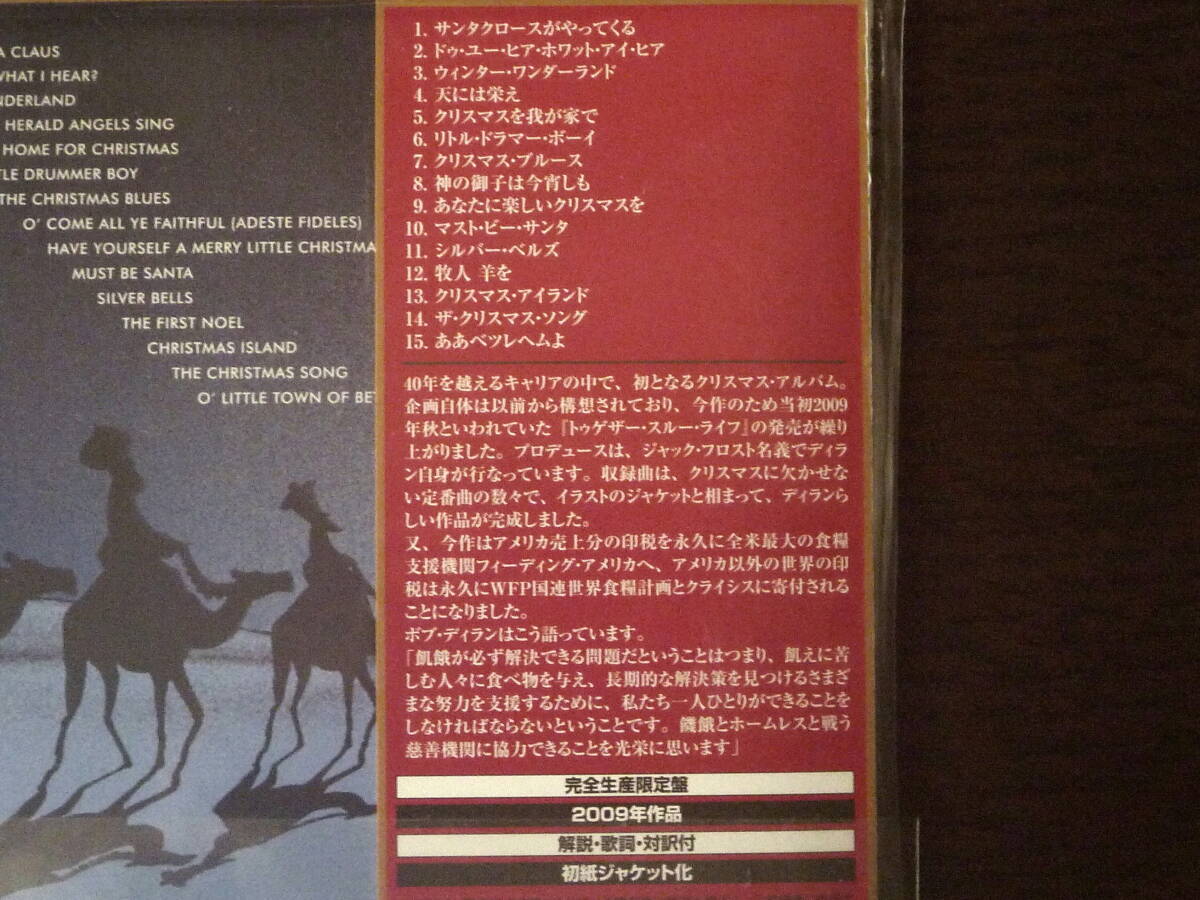 A CLAUS
WHAT I HEAR?
NDERLAND
HERALD ANGELS SING
HOME FOR CHRISTMAS
TLE DRUMMER BOY
THE CHRISTMAS BLUES
O' COME ALL YE FAITHFUL (ADESTE FIDELES)
HAVE YOURSELF A MERRY LITTLE CHRISTMA
MUST BE SANTA
SILVER BELLS
THE FIRST NOEL
CHRISTMAS ISLAND
THE CHRISTMAS SONG
O' LITTLE TOWN OF BET
1. サンタクロースがやってくる
2. ドゥ・ユー・ヒア・ホワット・アイ・ヒア
3. ウィンター・ワンダーランド
4. 天には栄え
5. クリスマスを我が家で
6. リトル・ドラマー・ボーイ
7. クリスマス・ブルース
8. 神の御子は今宵しも
9. あなたに楽しいクリスマスを
10. マスト・ビー・サンタ
11. シルバー・ベルズ
12. 牧人 羊を
13. クリスマス・アイランド
14. ザ・クリスマス・ソング
15. ああベツレヘムよ
40年を越えるキャリアの中で、初となるクリスマス・アルバム。
企画自体は以前から構想されており、今作のため当初2009
年秋といわれていた『トゥゲザー・スルー・ライフ』の発売が繰り
上がりました。プロデュースは、ジャック・フロスト名義でディラ
ン自身が行なっています。収録曲は、クリスマスに欠かせな
い定番曲の数々で、イラストのジャケットと相まって、ディランら
しい作品が完成しました。
又、今作はアメリカ売上分の印税を永久に全米最大の食糧
支援機関フィーディング・アメリカへ、アメリカ以外の世界の印
税は永久にWFP国連世界食糧計画とクライシスに寄付される
ことになりました。
ボブ・ディランはこう語っています。
「飢餓が必ず解決できる問題だということはつまり、飢えに苦
しむ人々に食べ物を与え、長期的な解決策を見つけるさまざ
まな努力を支援するために、私たち一人ひとりができることを
しなければならないということです。饑餓とホームレスと戦う
慈善機関に協力できることを光栄に思います」
完全生産限定盤
2009年作品
解説・歌詞・対訳付
初紙ジャケット化